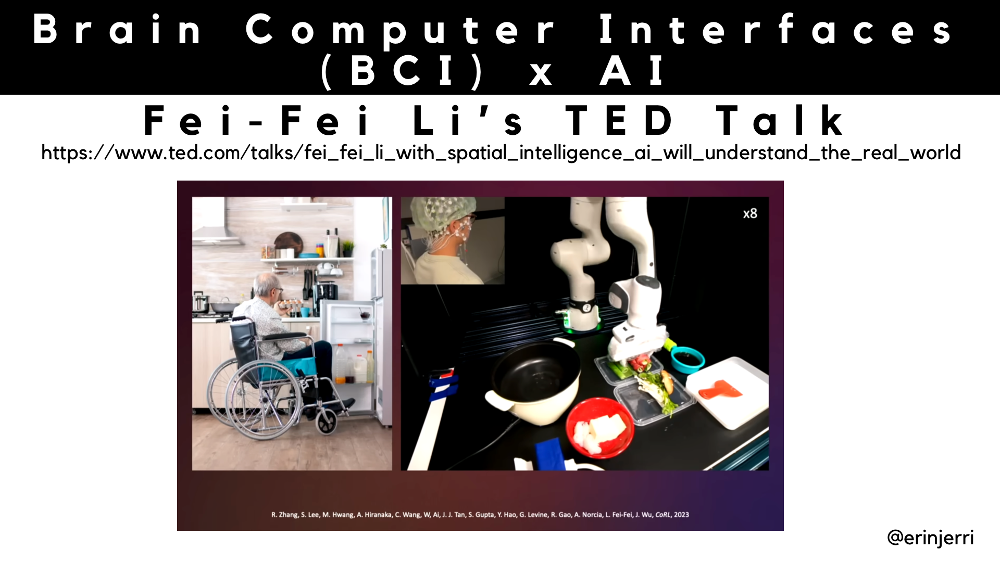 Brain Computer Interfaces
(BCI) x AI
Fei-Fei Li’s TED Talk
https://www.ted.com/talks/fei_fei_li_with_spatial_intelligence_ai_will_understand_the_real_world
x8
R. Zhang, S. Lee, M. Hwang, A. Hiranaka, C. Wang, W, Ai, J. J. Tan, S. Gupta, Y. Hao, G. Levine, R. Gao, A. Norcia, L. Fei-Fei, J. Wu, CoRL, 2023
@erinjerri